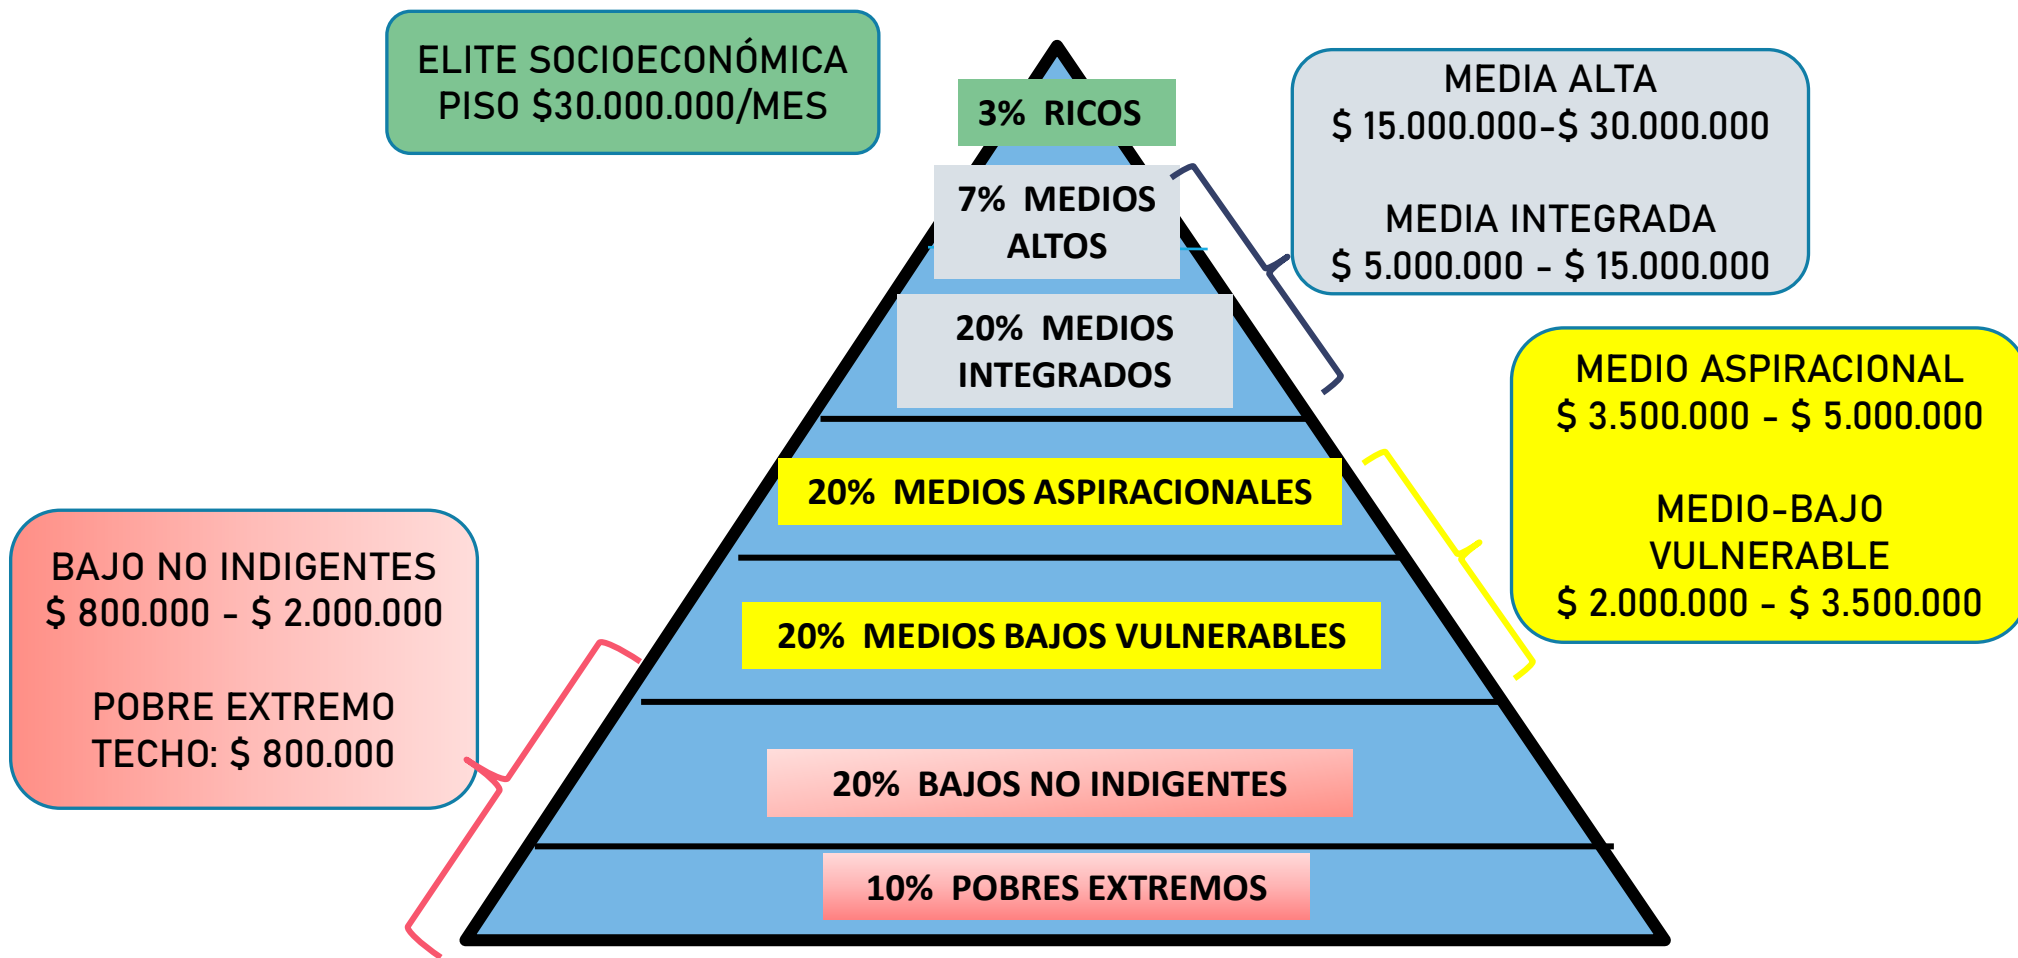 ELITE SOCIOECONÓMICA
PISO $30.000.000/MES
3% RICOS
MEDIA ALTA
$ 15.000.000-$ 30.000.000
MEDIA INTEGRADA
$ 5.000.000 - $ 15.000.000
7% MEDIOS
ALTOS
20% MEDIOS
INTEGRADOS
MEDIO ASPIRACIONAL
$ 3.500.000 - $ 5.000.000
MEDIO-BAJO
VULNERABLE
$ 2.000.000 - $ 3.500.000
20% MEDIOS ASPIRACIONALES
20% MEDIOS BAJOS VULNERABLES
BAJO NO INDIGENTES
$ 800.000 - $ 2.000.000
POBRE EXTREMO
TECHO: $ 800.000
20% BAJOS NO INDIGENTES
10% POBRES EXTREMOS